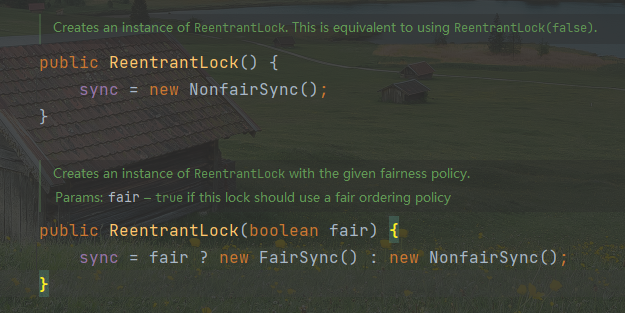 Creates an instance of ReentrantLock. This is equivalent to using ReentrantLock(false).
public ReentrantLock() {
    sync = new NonfairSync();
}
Creates an instance of ReentrantLock with the given fairness policy.
Params: fair – true if this lock should use a fair ordering policy
public ReentrantLock(boolean fair) {
    sync = fair ? new FairSync() : new NonfairSync();
}